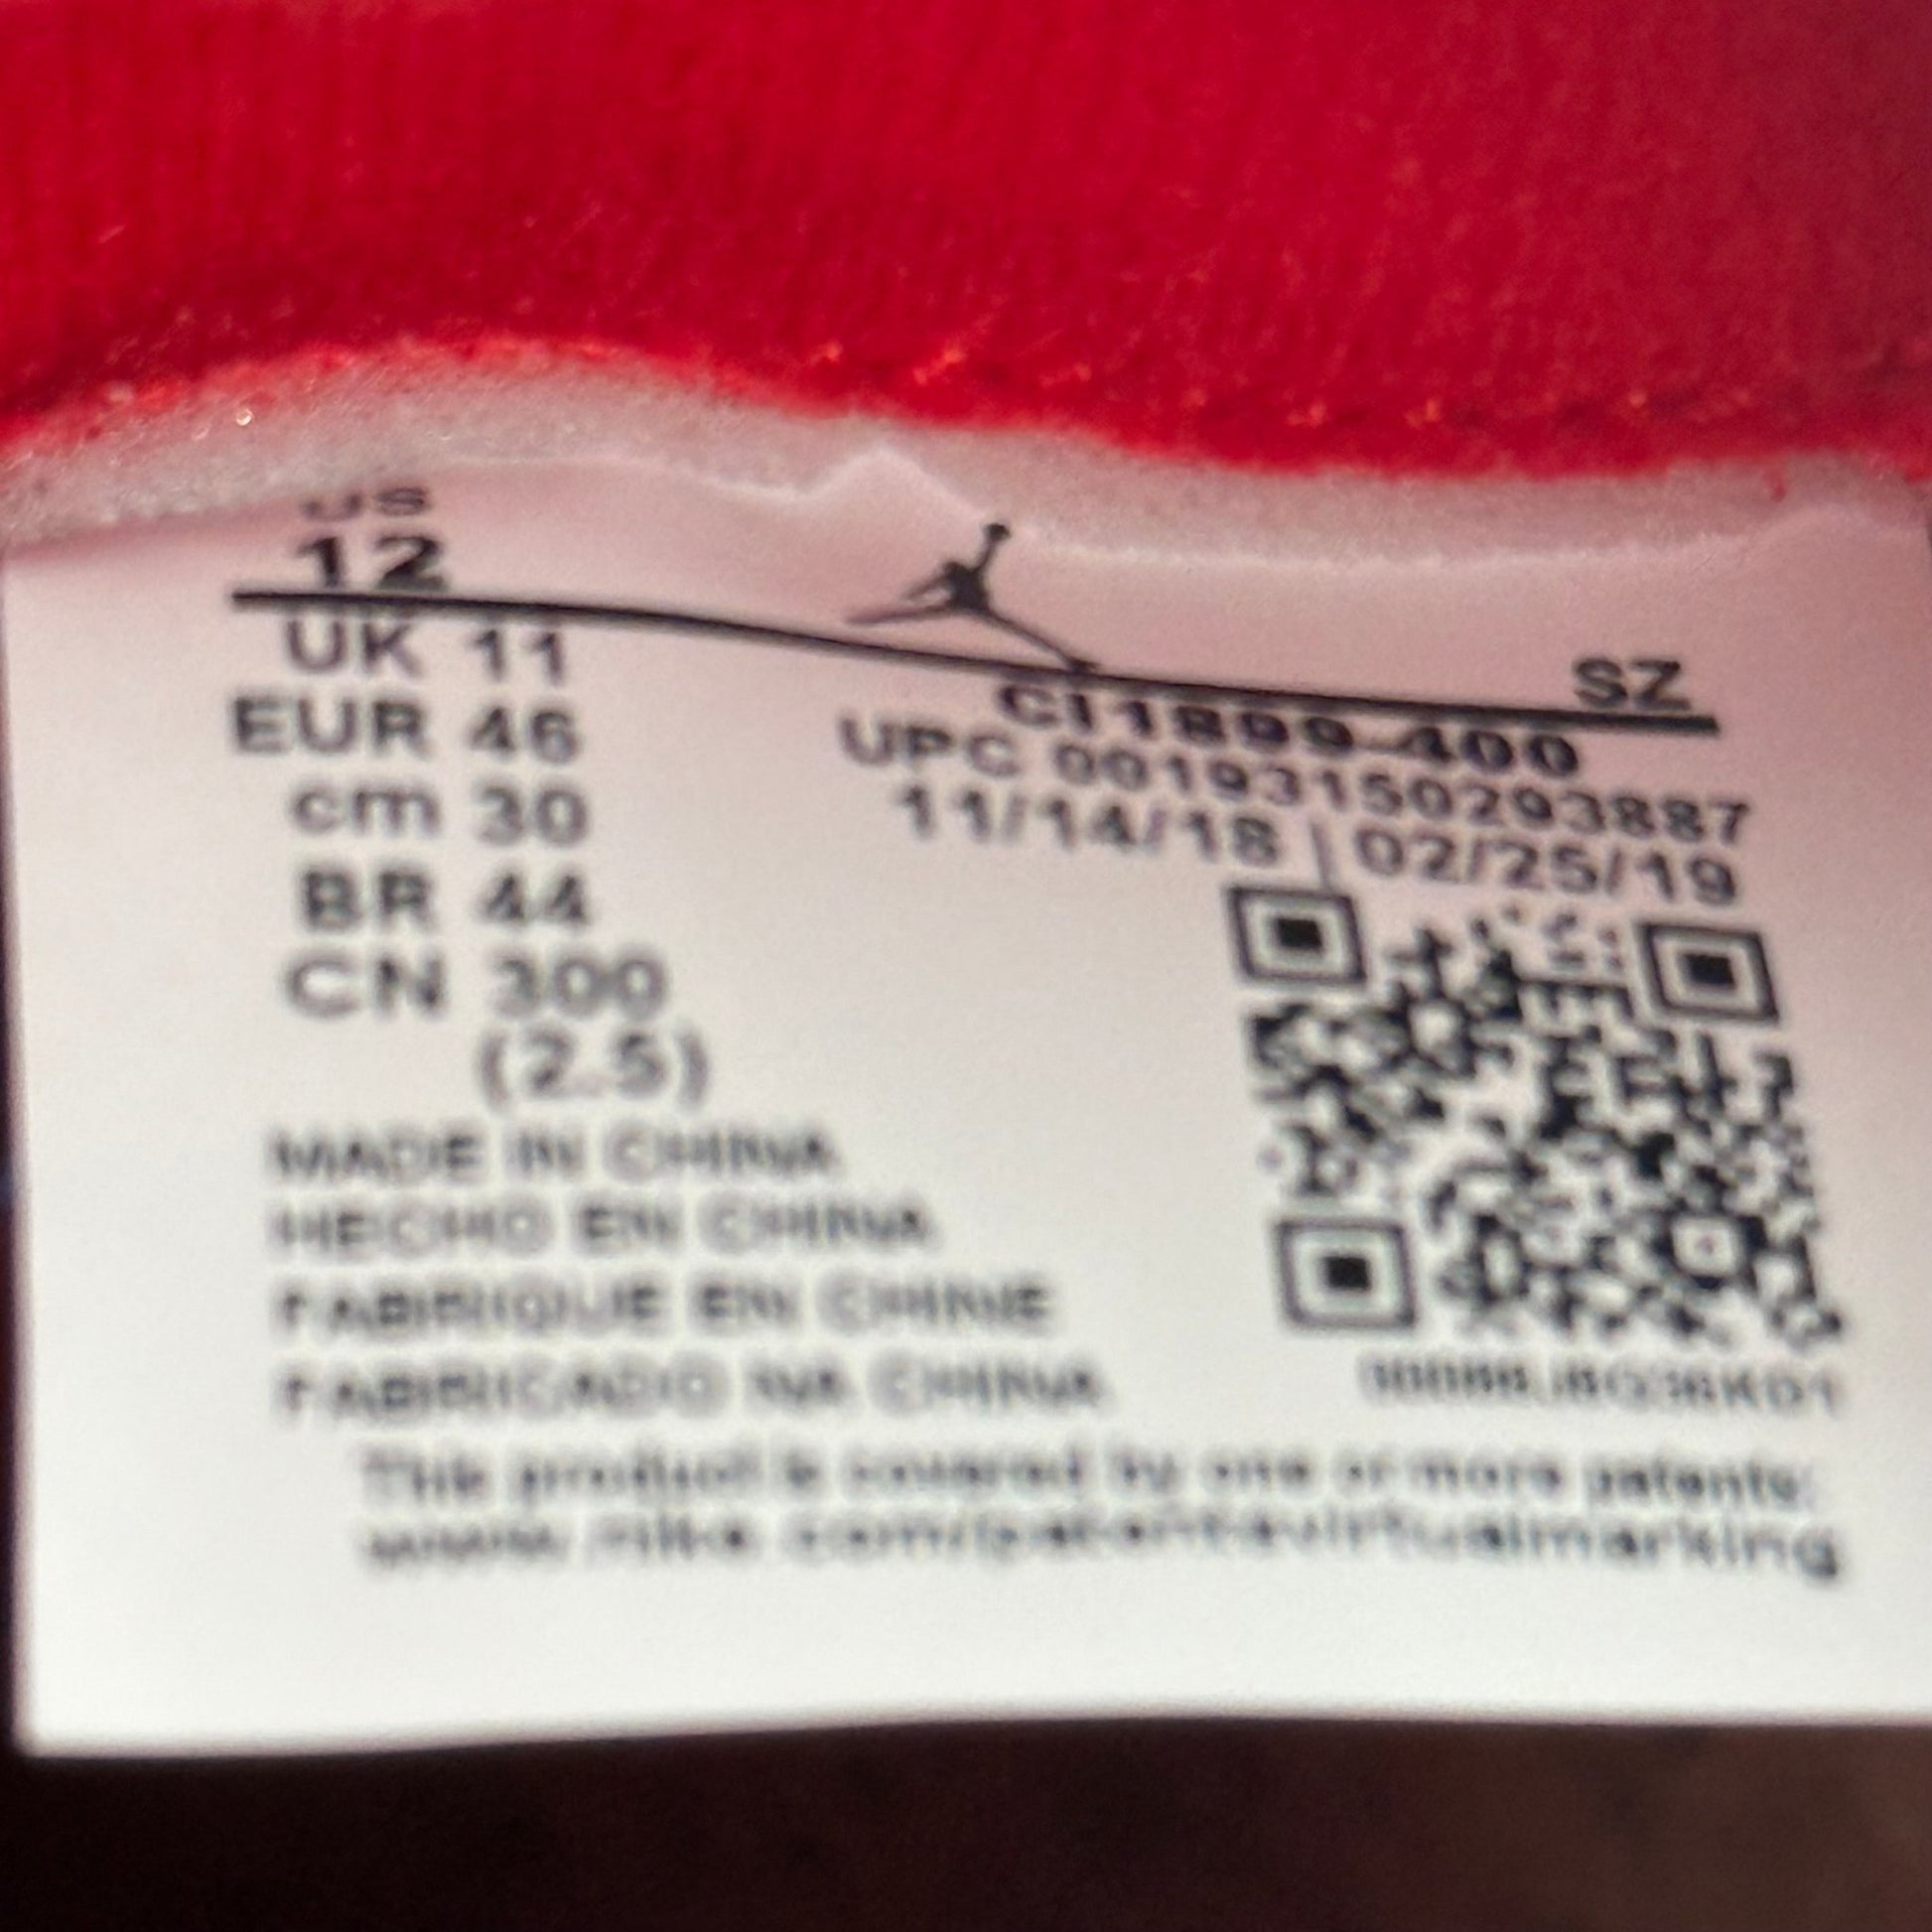 US
12
SZ
UK 11
EUR 46
cm 30
BR 44
CN 300
(2.5)
CI1899-400
UPC 00193150293887
11/14/18 | 02/25/19
MADE IN CHINA
HECHO EN CHINA
FABRIQUE EN CHINE
FABRICADO NA CHINA
This product is covered by one or more patents:
www.nike.com/patentsvirtualmarking